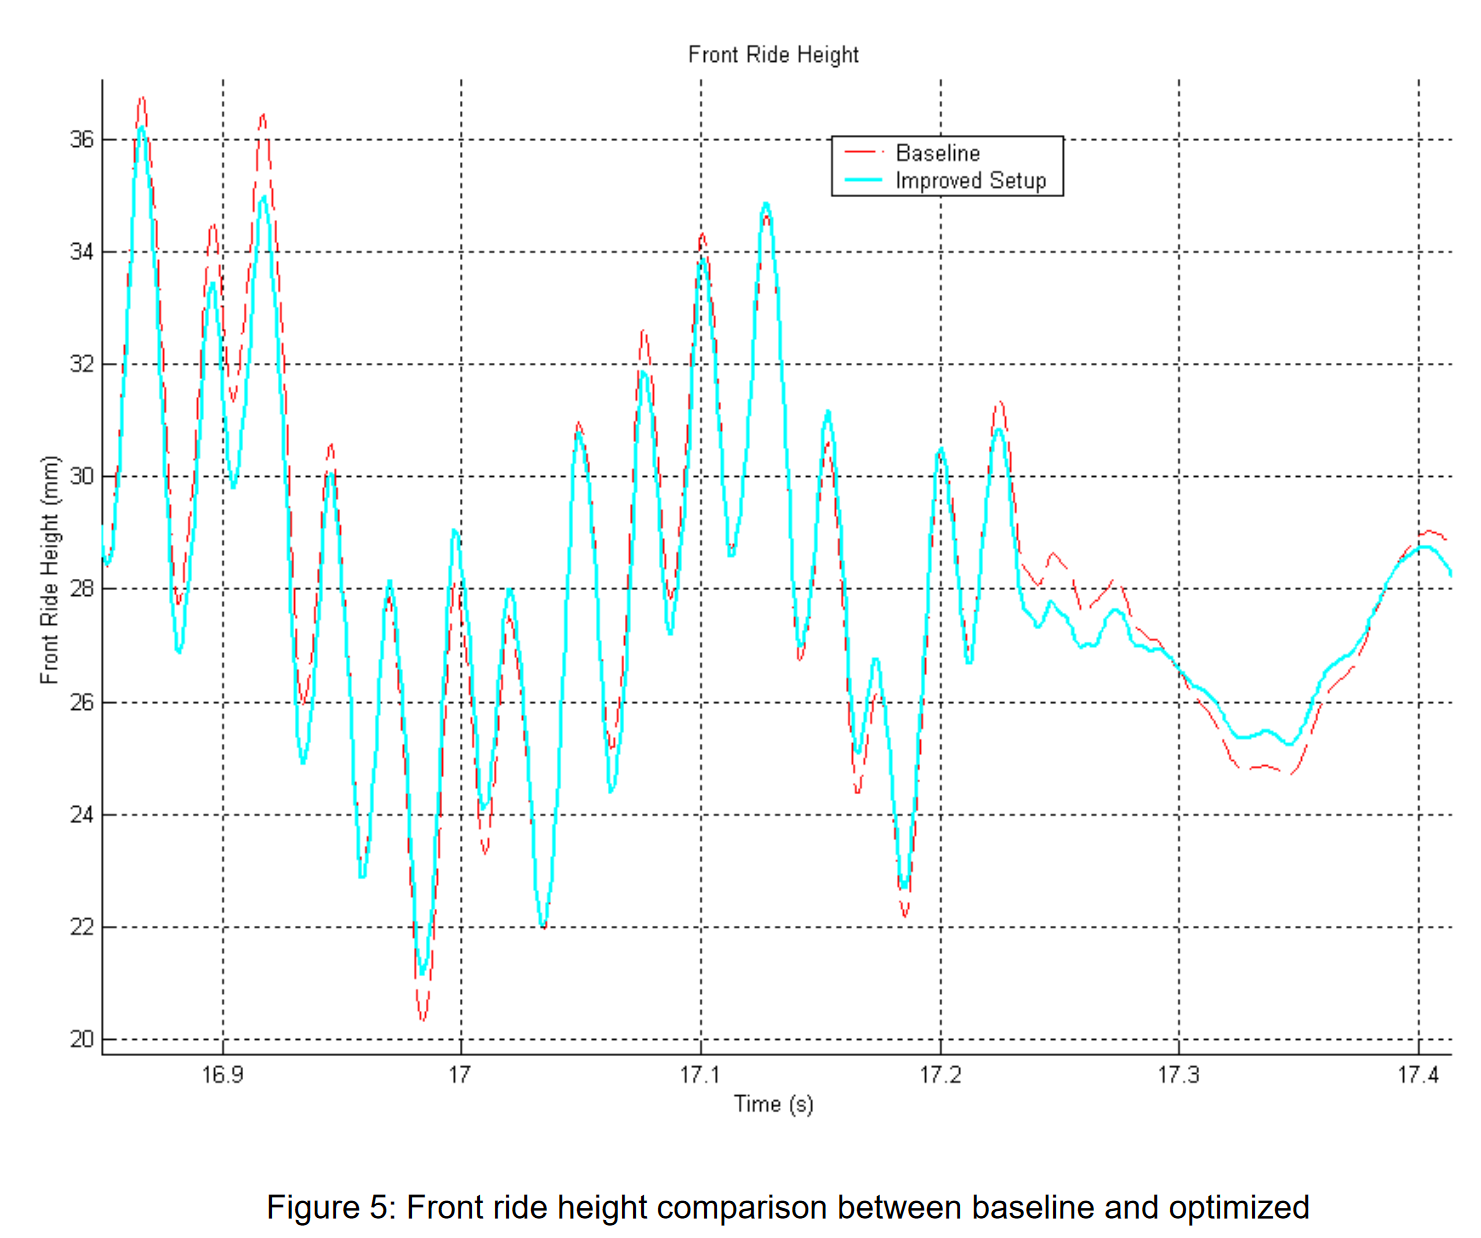 Front Ride Height
36
34
32
30
28
26
24
22
20
Front Ride Height (mm)
Baseline
Improved Setup
16.9
17
17.1
17.2
17.3
17.4
Time (s)
Figure 5: Front ride height comparison between baseline and optimized